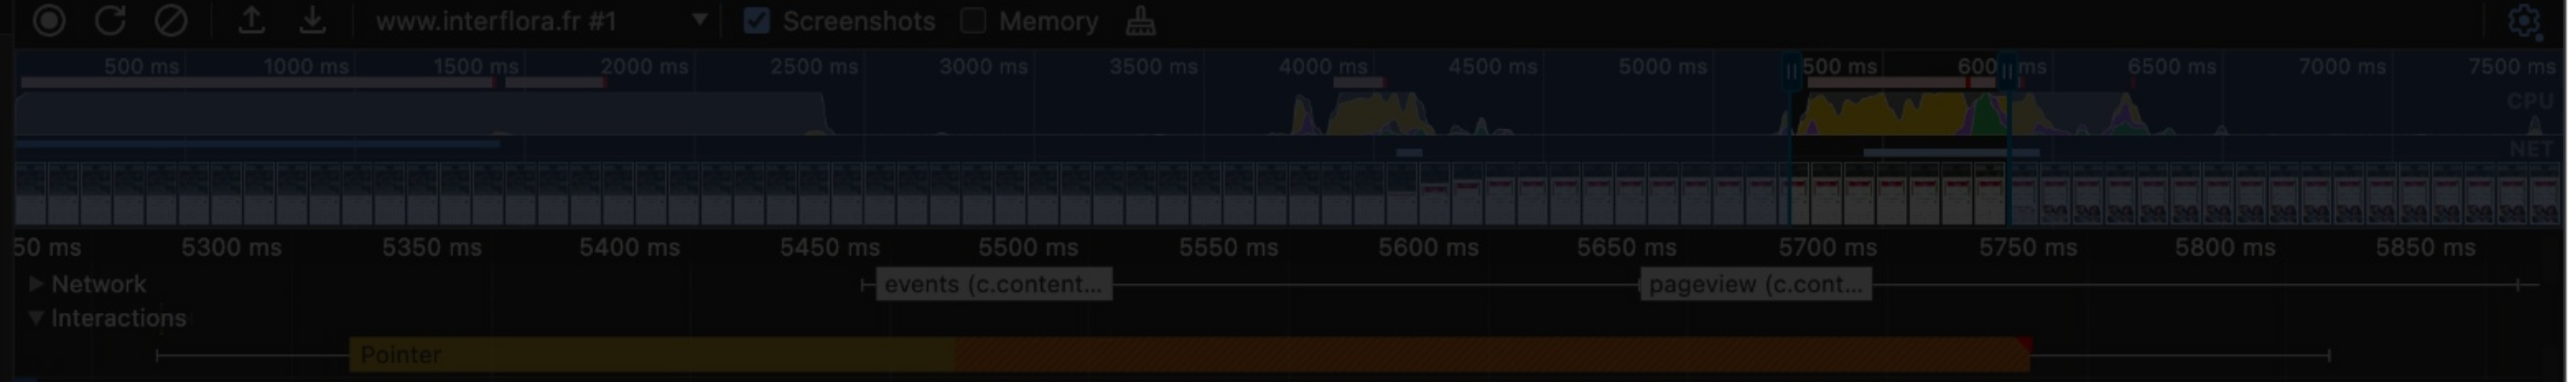 www.interflora.fr #1 Screenshots Memory
500 ms 1000 ms 1500 ms 2000 ms 2500 ms 3000 ms 3500 ms 4000 ms 4500 ms 5000 ms 500 ms 600 ms 6500 ms 7000 ms 7500 ms
CPU
NET
50 ms 5300 ms 5350 ms 5400 ms 5450 ms 5500 ms 5550 ms 5600 ms 5650 ms 5700 ms 5750 ms 5800 ms 5850 ms
Network events (c.content... pageview (c.cont...
Interactions
Pointer